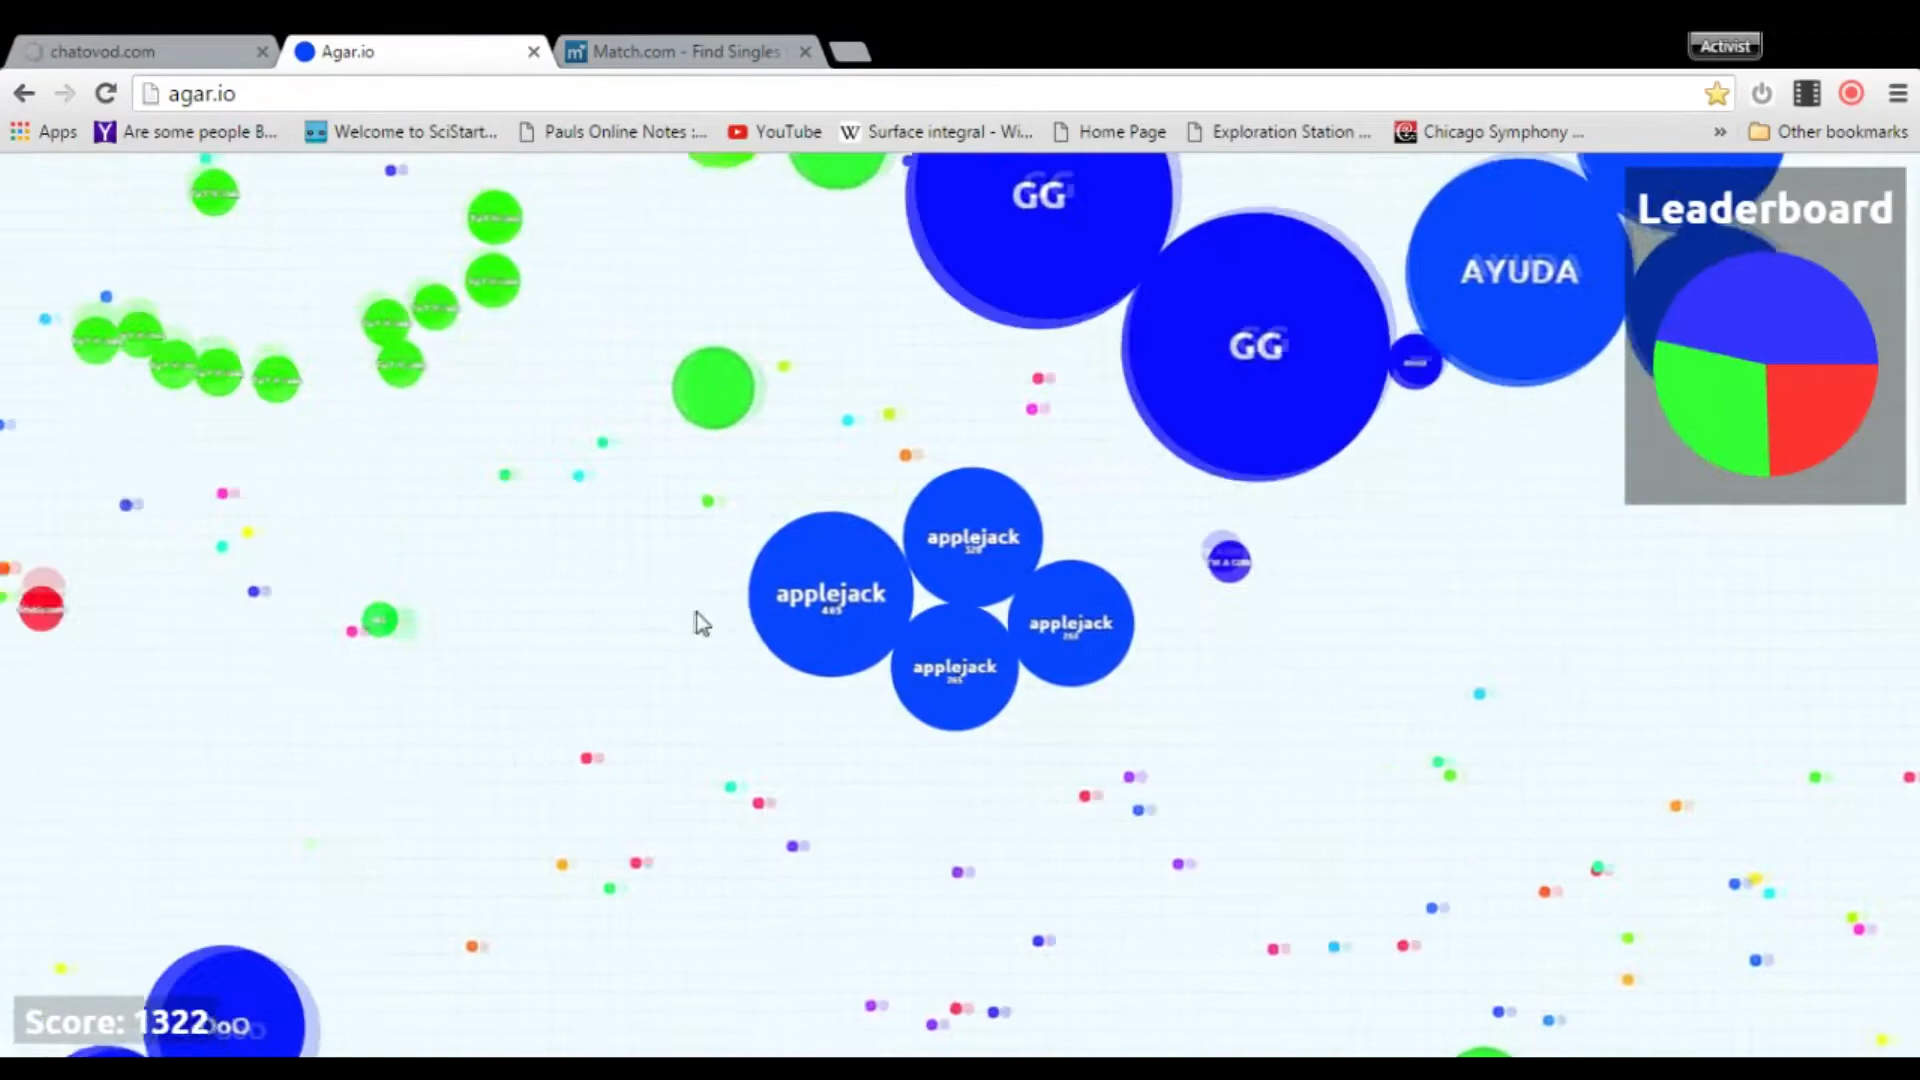 chatovod.com
Agar.io
Match.com - Find Singles
Activist
agar.io
Apps
Are some people B...
Welcome to SciStart...
Pauls Online Notes :...
YouTube
Surface integral - Wi...
Home Page
Exploration Station ...
Chicago Symphony ...
»
Other bookmarks
GG
GG
AYUDA
Leaderboard
applejack
applejack
applejack
applejack
265
Score: 1322